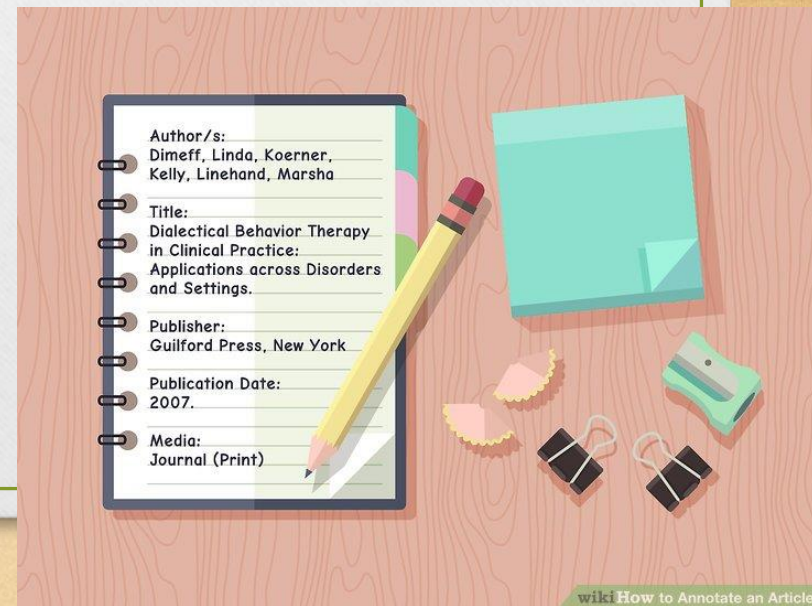 Author/s:
Dimeff, Linda, Koerner,
Kelly, Linehand, Marsha
Title:
Dialectical Behavior Therapy
in Clinical Practice:
Applications across Disorders
and Settings.
Publisher:
Guilford Press, New York
Publication Date:
2007.
Media:
Journal (Print)
wikiHow to Annotate an Article